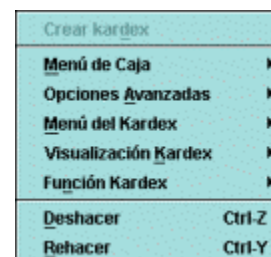 Crear kardex
Menú de Caja
Opciones Avanzadas
Menú del Kardex
Visualización Kardex
Función Kardex
Deshacer Ctrl-Z
Rehacer Ctrl-Y